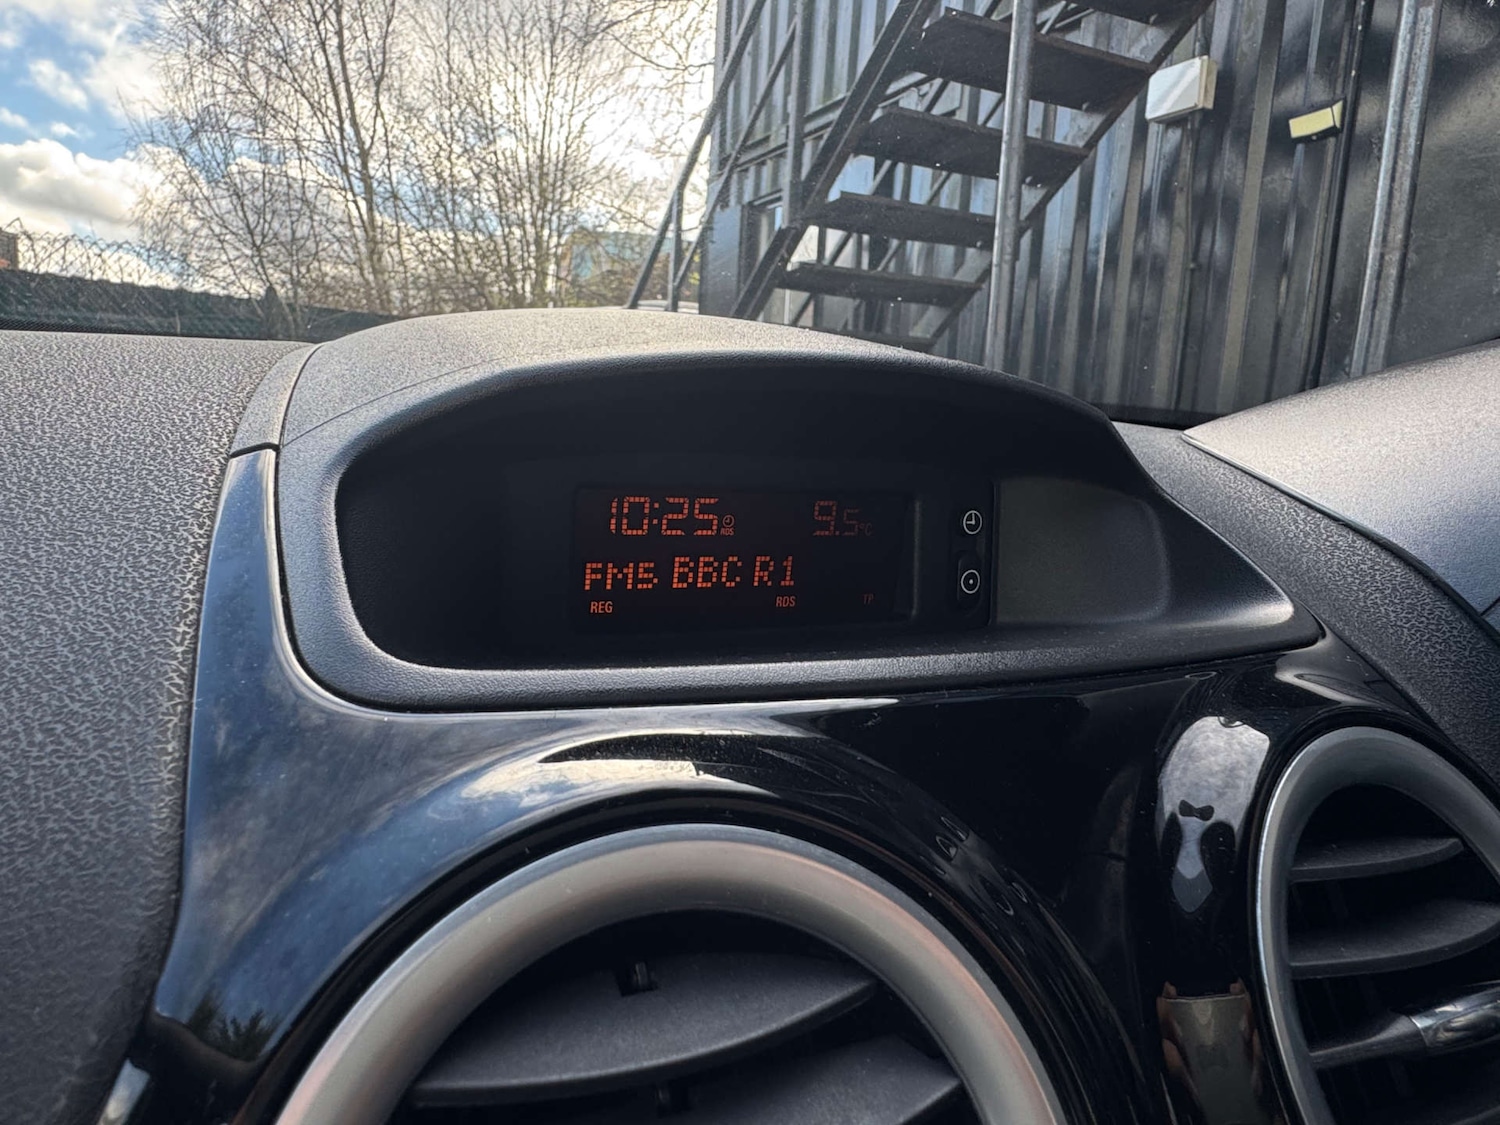 10:25 RDS 9.5°C
FM5 BBC R1
REG RDS TP